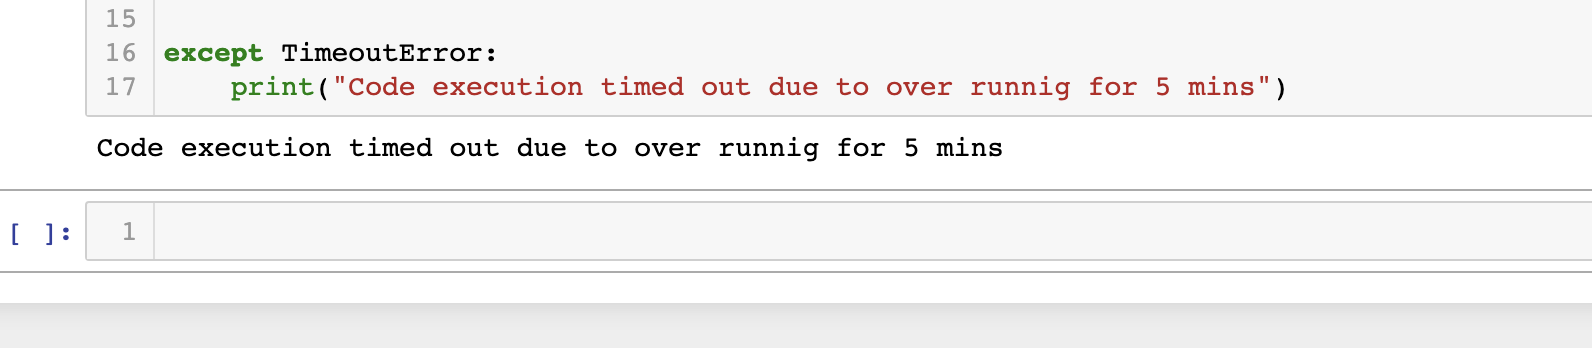 15
16 except TimeoutError:
17 print("Code execution timed out due to over runnig for 5 mins")
Code execution timed out due to over runnig for 5 mins
[ ]: 1